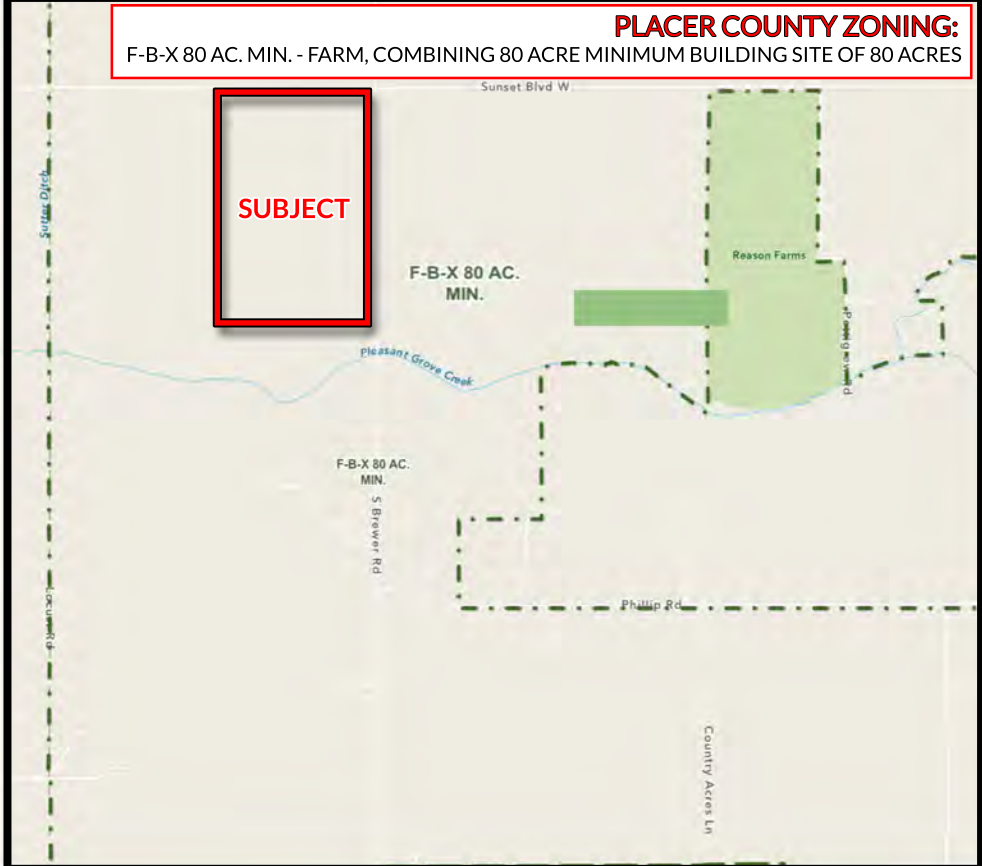 PLACER COUNTY ZONING:
F-B-X 80 AC. MIN. - FARM, COMBINING 80 ACRE MINIMUM BUILDING SITE OF 80 ACRES
Sunset Blvd W
Sutter Ditch
SUBJECT
Reason Farms
F-B-X 80 AC.
MIN.
Pleasant Grove Creek
F-B-X 80 AC.
MIN.
S Brewer Rd
Locust Rd
Phillip Rd
Country Acres Ln